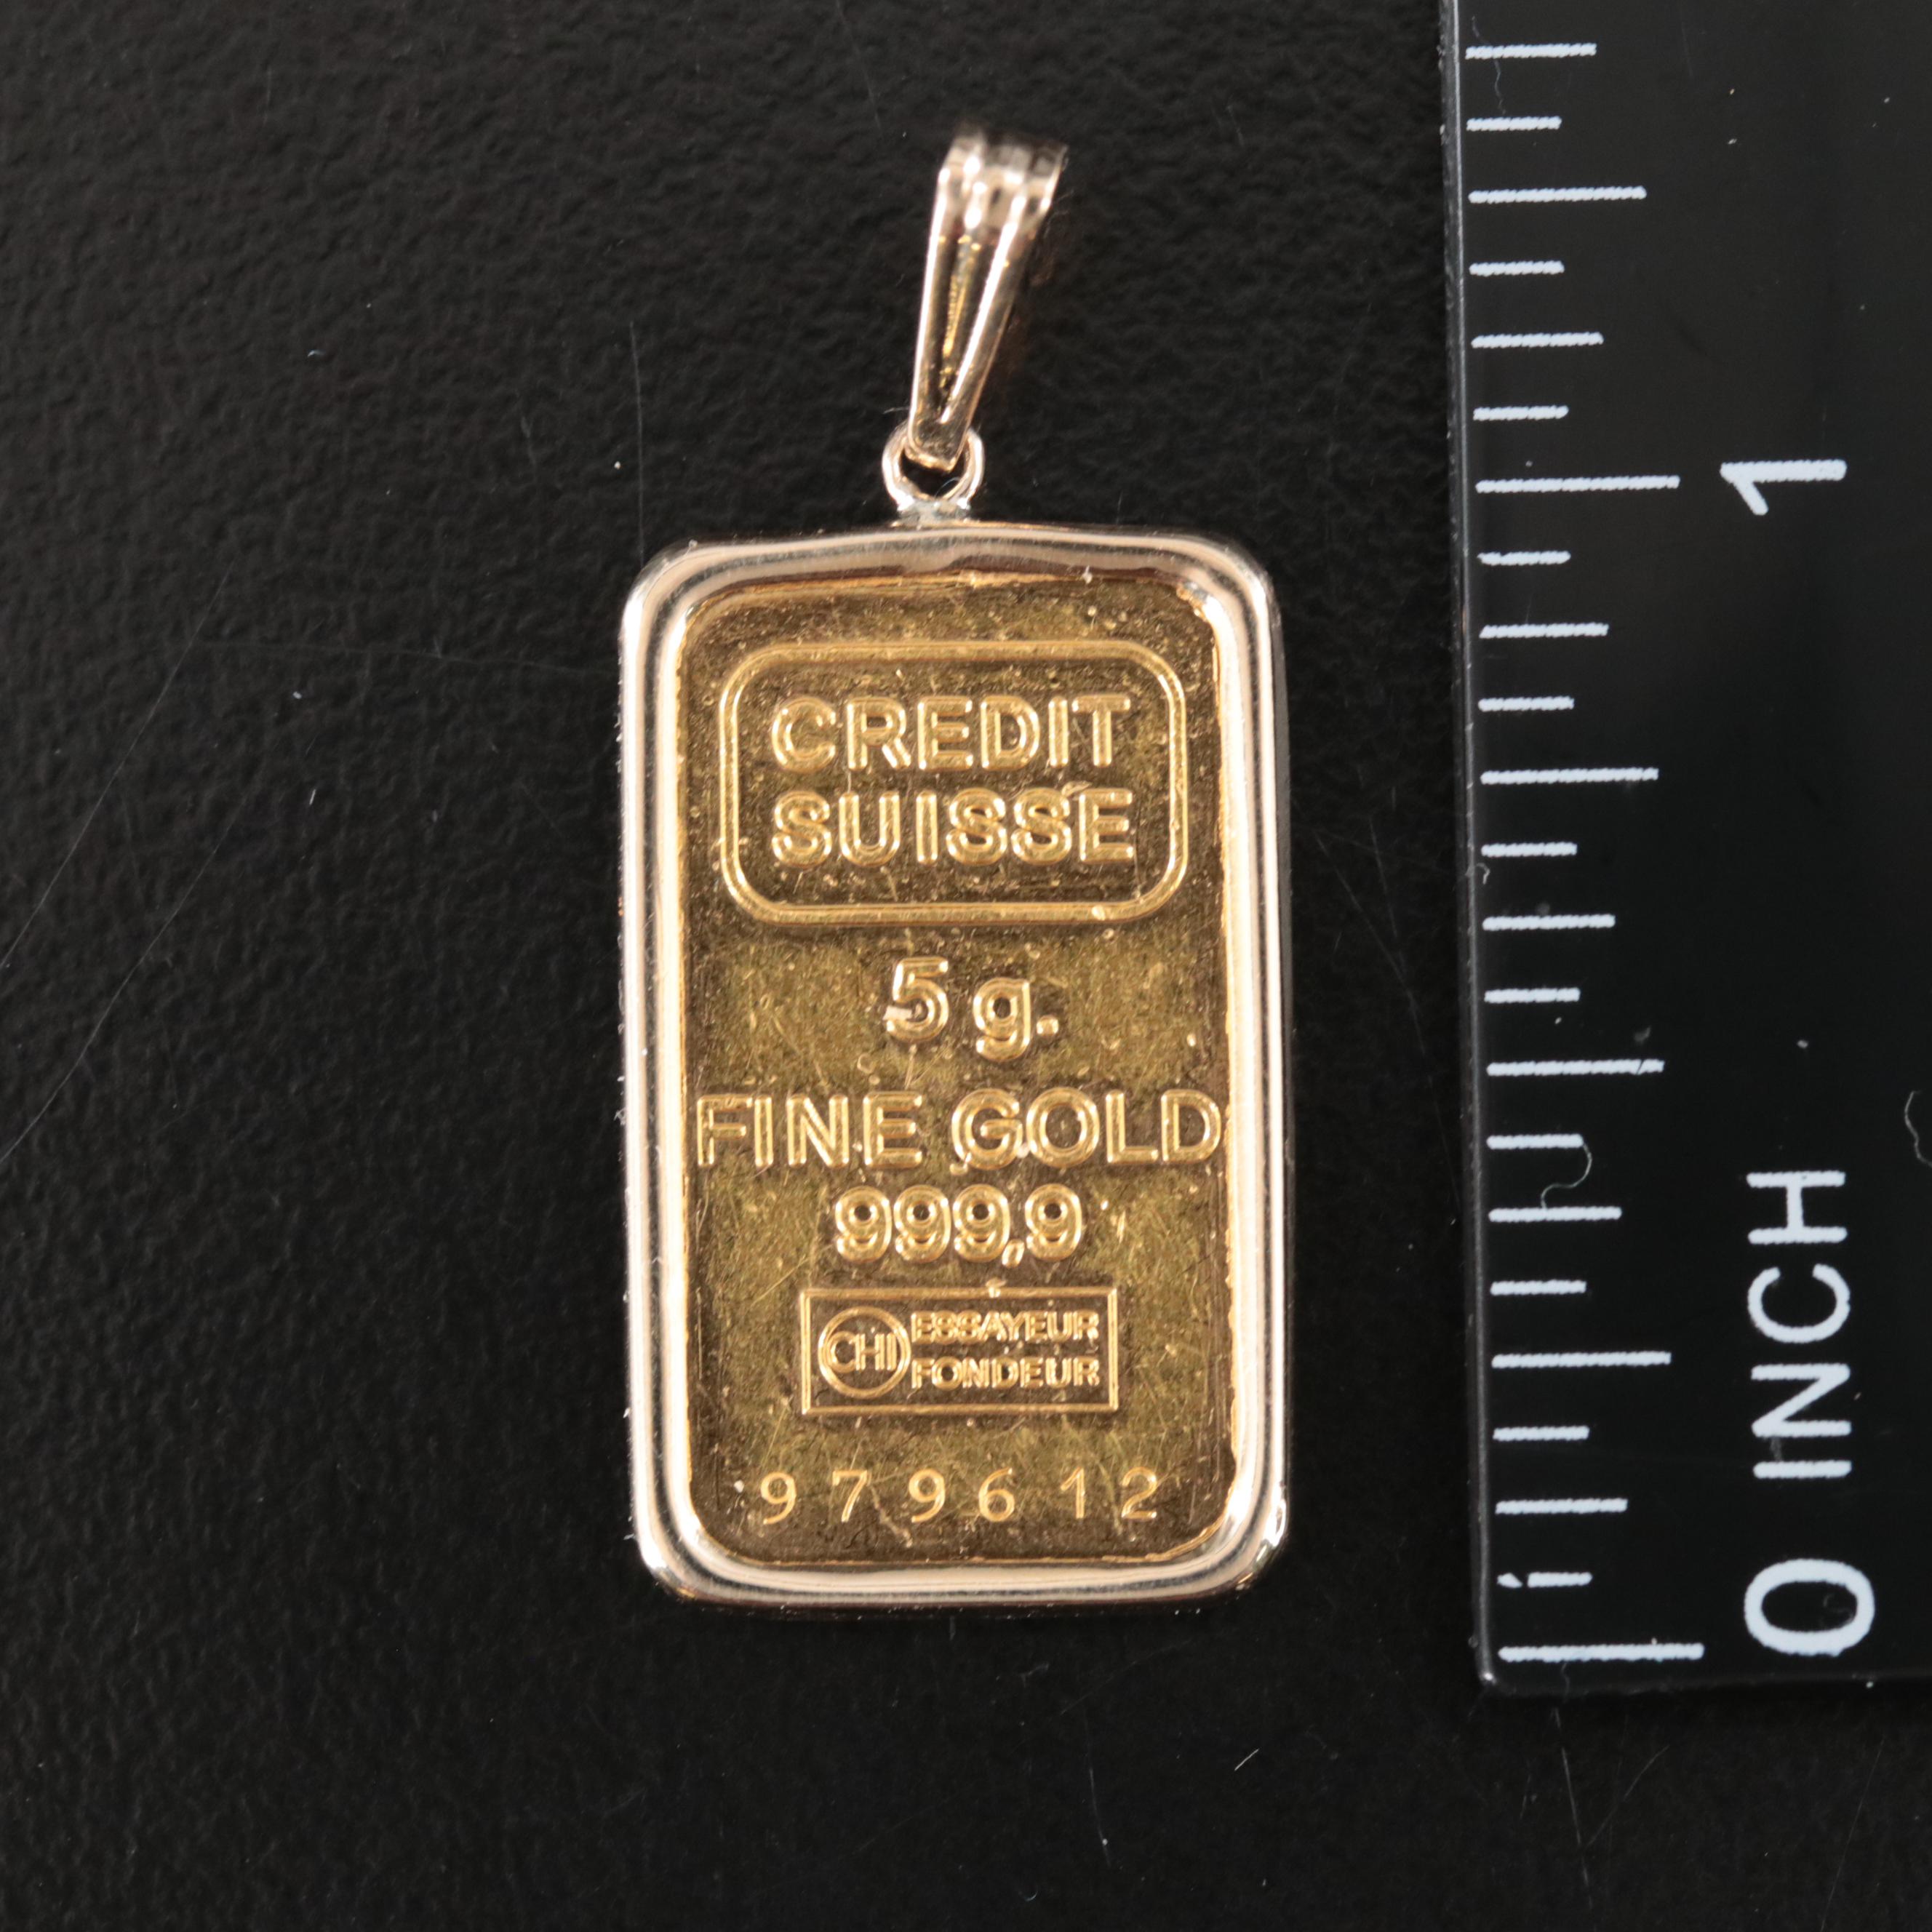 CREDIT
SUISSE
5 g.
FINE GOLD
999,9
CHI ESSAYEUR
FONDEUR
979612
1
0 INCH